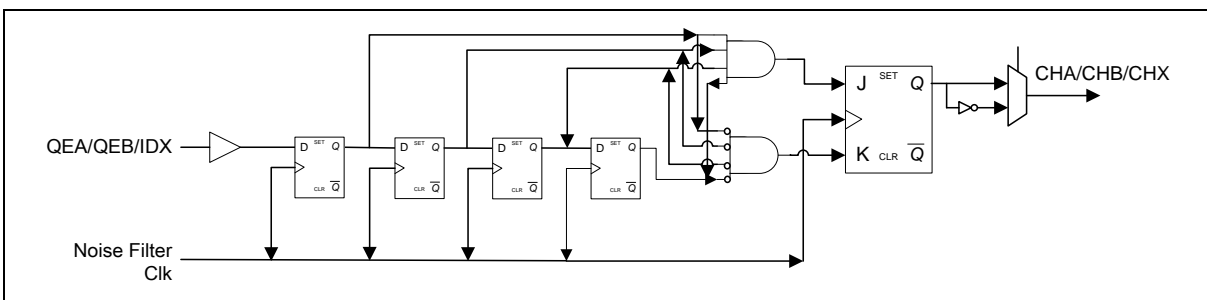 CHA/CHB/CHX
J SET Q
K CLR Q
QEA/QEB/IDX
D SET Q
CLR Q
D SET Q
CLR Q
D SET Q
CLR Q
D SET Q
CLR Q
Noise Filter
Clk